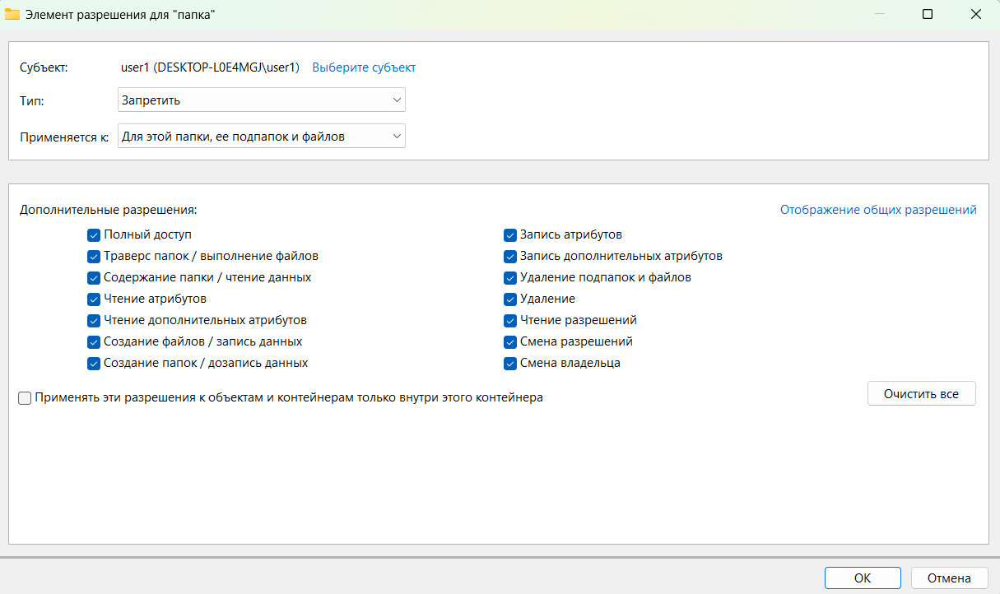 Элемент разрешения для "папка"
Субъект: user1 (DESKTOP-L0E4MGJ\user1) Выберите субъект
Тип: Запретить
Применяется к: Для этой папки, ее подпапок и файлов
Дополнительные разрешения: Отображение общих разрешений
Полный доступ Запись атрибутов
Траверс папок / выполнение файлов Запись дополнительных атрибутов
Содержание папки / чтение данных Удаление подпапок и файлов
Чтение атрибутов Удаление
Чтение дополнительных атрибутов Чтение разрешений
Создание файлов / запись данных Смена разрешений
Создание папок / дозапись данных Смена владельца
Применять эти разрешения к объектам и контейнерам только внутри этого контейнера Очистить все
OK Отмена